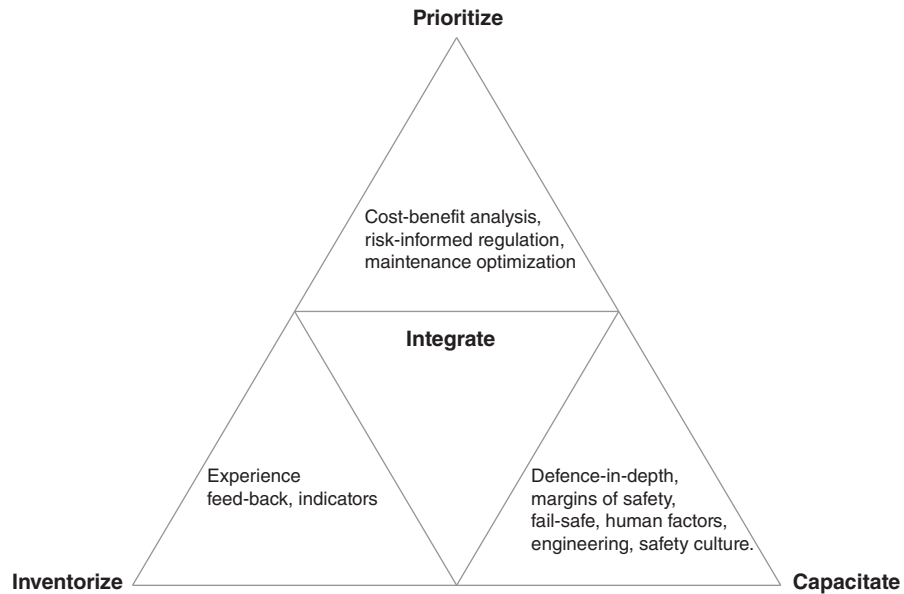 Prioritize
Cost-benefit analysis,
risk-informed regulation,
maintenance optimization
Integrate
Experience
feed-back, indicators
Defence-in-depth,
margins of safety,
fail-safe, human factors,
engineering, safety culture.
Inventorize
Capacitate